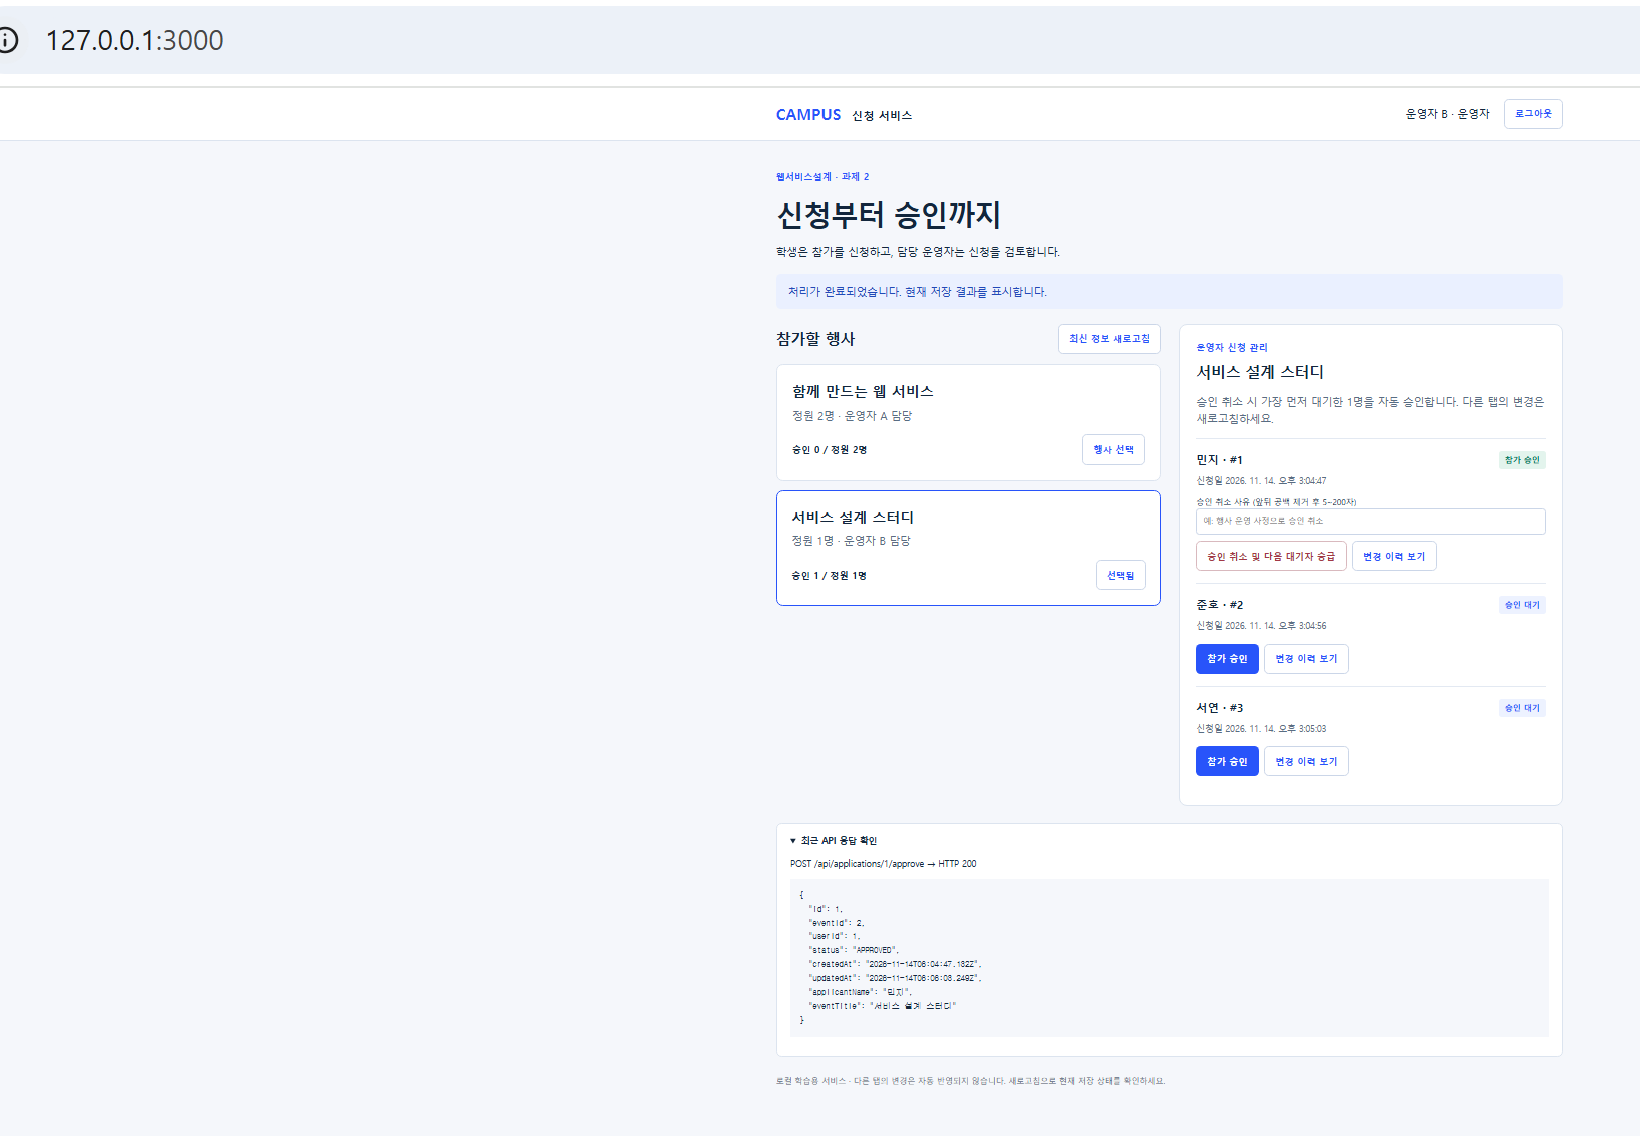 127.0.0.1:3000
CAMPUS 신청 서비스
운영자 B · 운영자
로그아웃
웹서비스설계 · 과제 2
신청부터 승인까지
학생은 참가를 신청하고, 담당 운영자는 신청을 검토합니다.
처리가 완료되었습니다. 현재 저장 결과를 표시합니다.
참가할 행사
최신 정보 새로고침
함께 만드는 웹 서비스
정원 2명 · 운영자 A 담당
승인 0 / 정원 2명
행사 선택
서비스 설계 스터디
정원 1명 · 운영자 B 담당
승인 1 / 정원 1명
선택됨
운영자 신청 관리
서비스 설계 스터디
승인 취소 시 가장 먼저 대기한 1명을 자동 승인합니다. 다른 탭의 변경은
새로고침하세요.
민지 · #1
참가 승인
신청일 2026. 11. 14. 오후 3:04:47
승인 취소 사유 (앞뒤 공백 제거 후 5~200자)
예: 행사 운영 사정으로 승인 취소
승인 취소 및 다음 대기자 승급
변경 이력 보기
준호 · #2
승인 대기
신청일 2026. 11. 14. 오후 3:04:56
참가 승인
변경 이력 보기
서연 · #3
승인 대기
신청일 2026. 11. 14. 오후 3:05:03
참가 승인
변경 이력 보기
▼ 최근 API 응답 확인
POST /api/applications/1/approve → HTTP 200
{
"id": 1,
"eventId": 2,
"userId": 1,
"status": "APPROVED",
"createdAt": "2026-11-14T06:04:47.182Z",
"updatedAt": "2026-11-14T06:06:08.249Z",
"applicantName": "민지",
"eventTitle": "서비스 설계 스터디"
}
로컬 학습용 서비스 · 다른 탭의 변경은 자동 반영되지 않습니다. 새로고침으로 현재 저장 상태를 확인하세요.